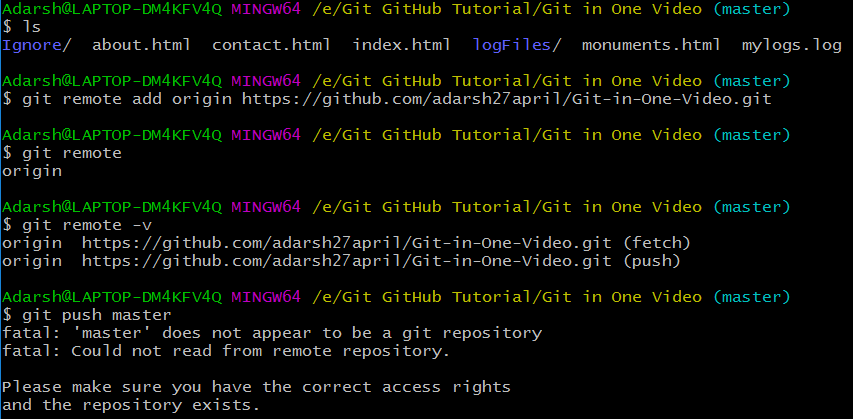 Adarsh@LAPTOP-DM4KFV4Q MINGW64 /e/Git GitHub Tutorial/Git in One Video (master)
$ ls
Ignore/  about.html  contact.html  index.html  logFiles/  monuments.html  mylogs.log
Adarsh@LAPTOP-DM4KFV4Q MINGW64 /e/Git GitHub Tutorial/Git in One Video (master)
$ git remote add origin https://github.com/adarsh27april/Git-in-One-Video.git
Adarsh@LAPTOP-DM4KFV4Q MINGW64 /e/Git GitHub Tutorial/Git in One Video (master)
$ git remote
origin
Adarsh@LAPTOP-DM4KFV4Q MINGW64 /e/Git GitHub Tutorial/Git in One Video (master)
$ git remote -v
origin  https://github.com/adarsh27april/Git-in-One-Video.git (fetch)
origin  https://github.com/adarsh27april/Git-in-One-Video.git (push)
Adarsh@LAPTOP-DM4KFV4Q MINGW64 /e/Git GitHub Tutorial/Git in One Video (master)
$ git push master
fatal: 'master' does not appear to be a git repository
fatal: Could not read from remote repository.
Please make sure you have the correct access rights
and the repository exists.